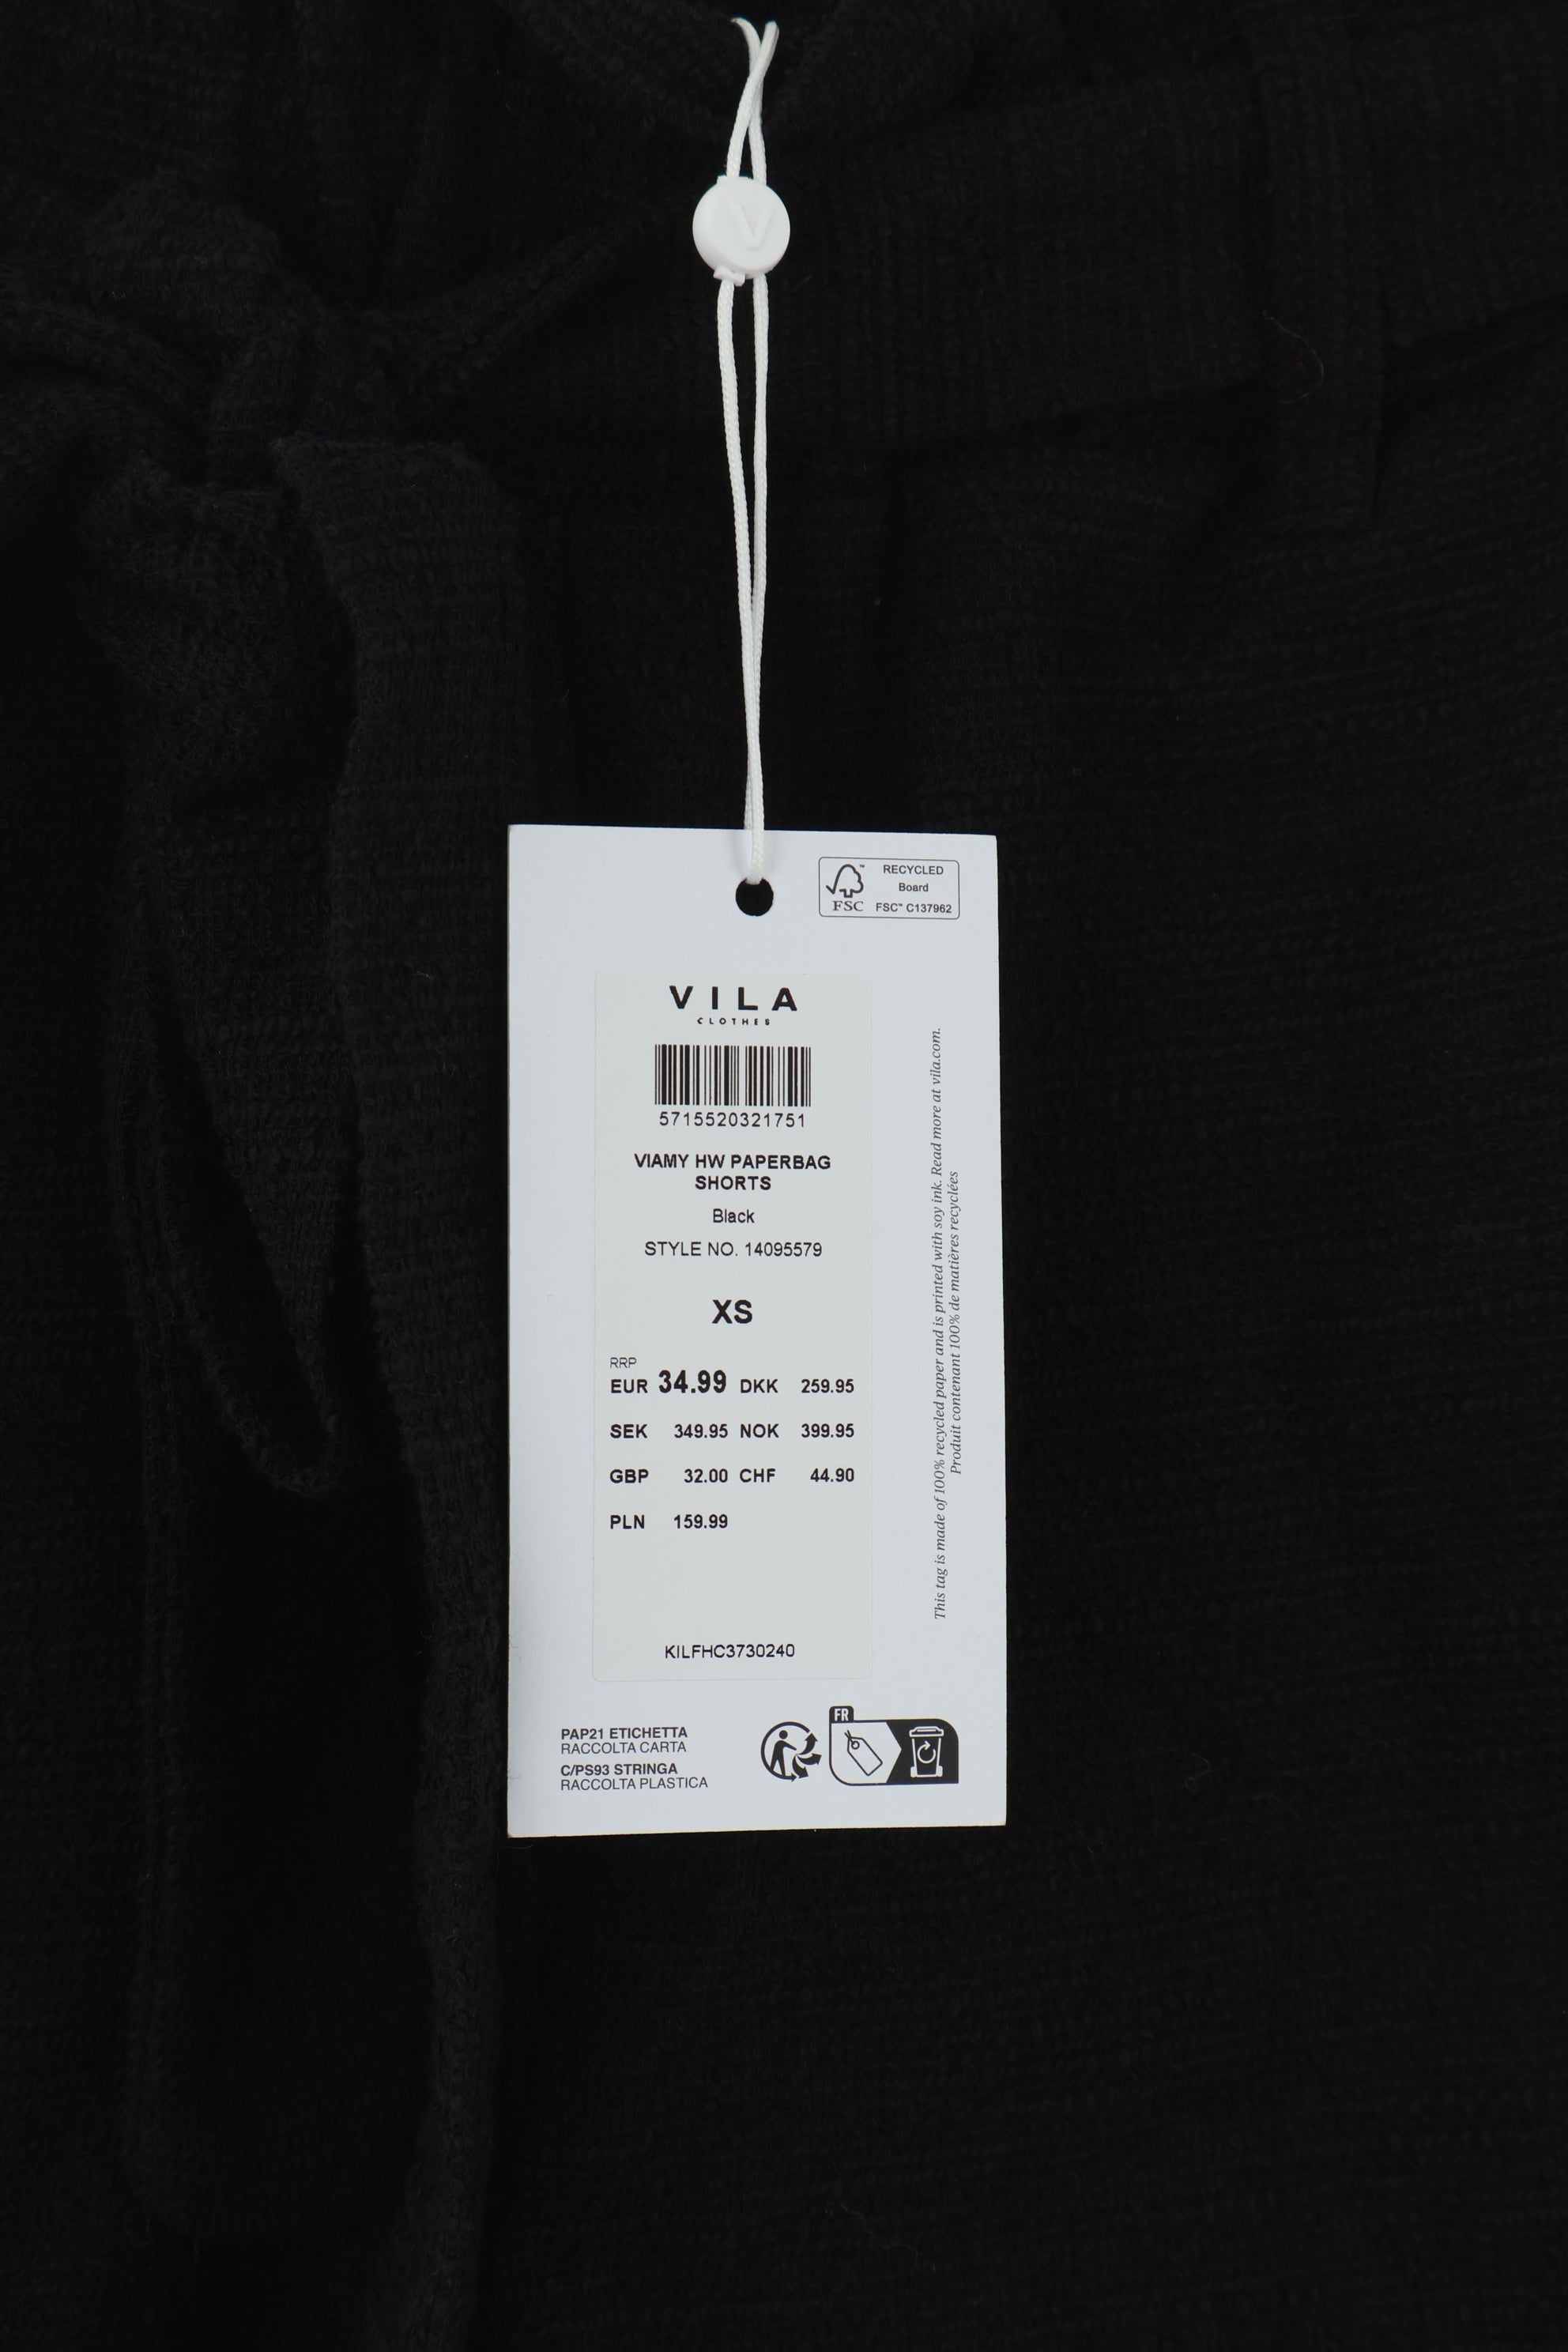 V
RECYCLED
Board
FSC™ C137962
FSC
VILA
CLOTHES
5715520321751
VIAMY HW PAPERBAG
SHORTS
Black
STYLE NO. 14095579
XS
RRP
EUR 34.99 DKK 259.95
SEK 349.95 NOK 399.95
GBP 32.00 CHF 44.90
PLN 159.99
KILFHC3730240
This tag is made of 100% recycled paper and is printed with soy ink. Read more at vila.com.
Produit contenant 100% de matières recyclées
PAP21 ETICHETTA
RACCOLTA CARTA
C/PS93 STRINGA
RACCOLTA PLASTICA
FR